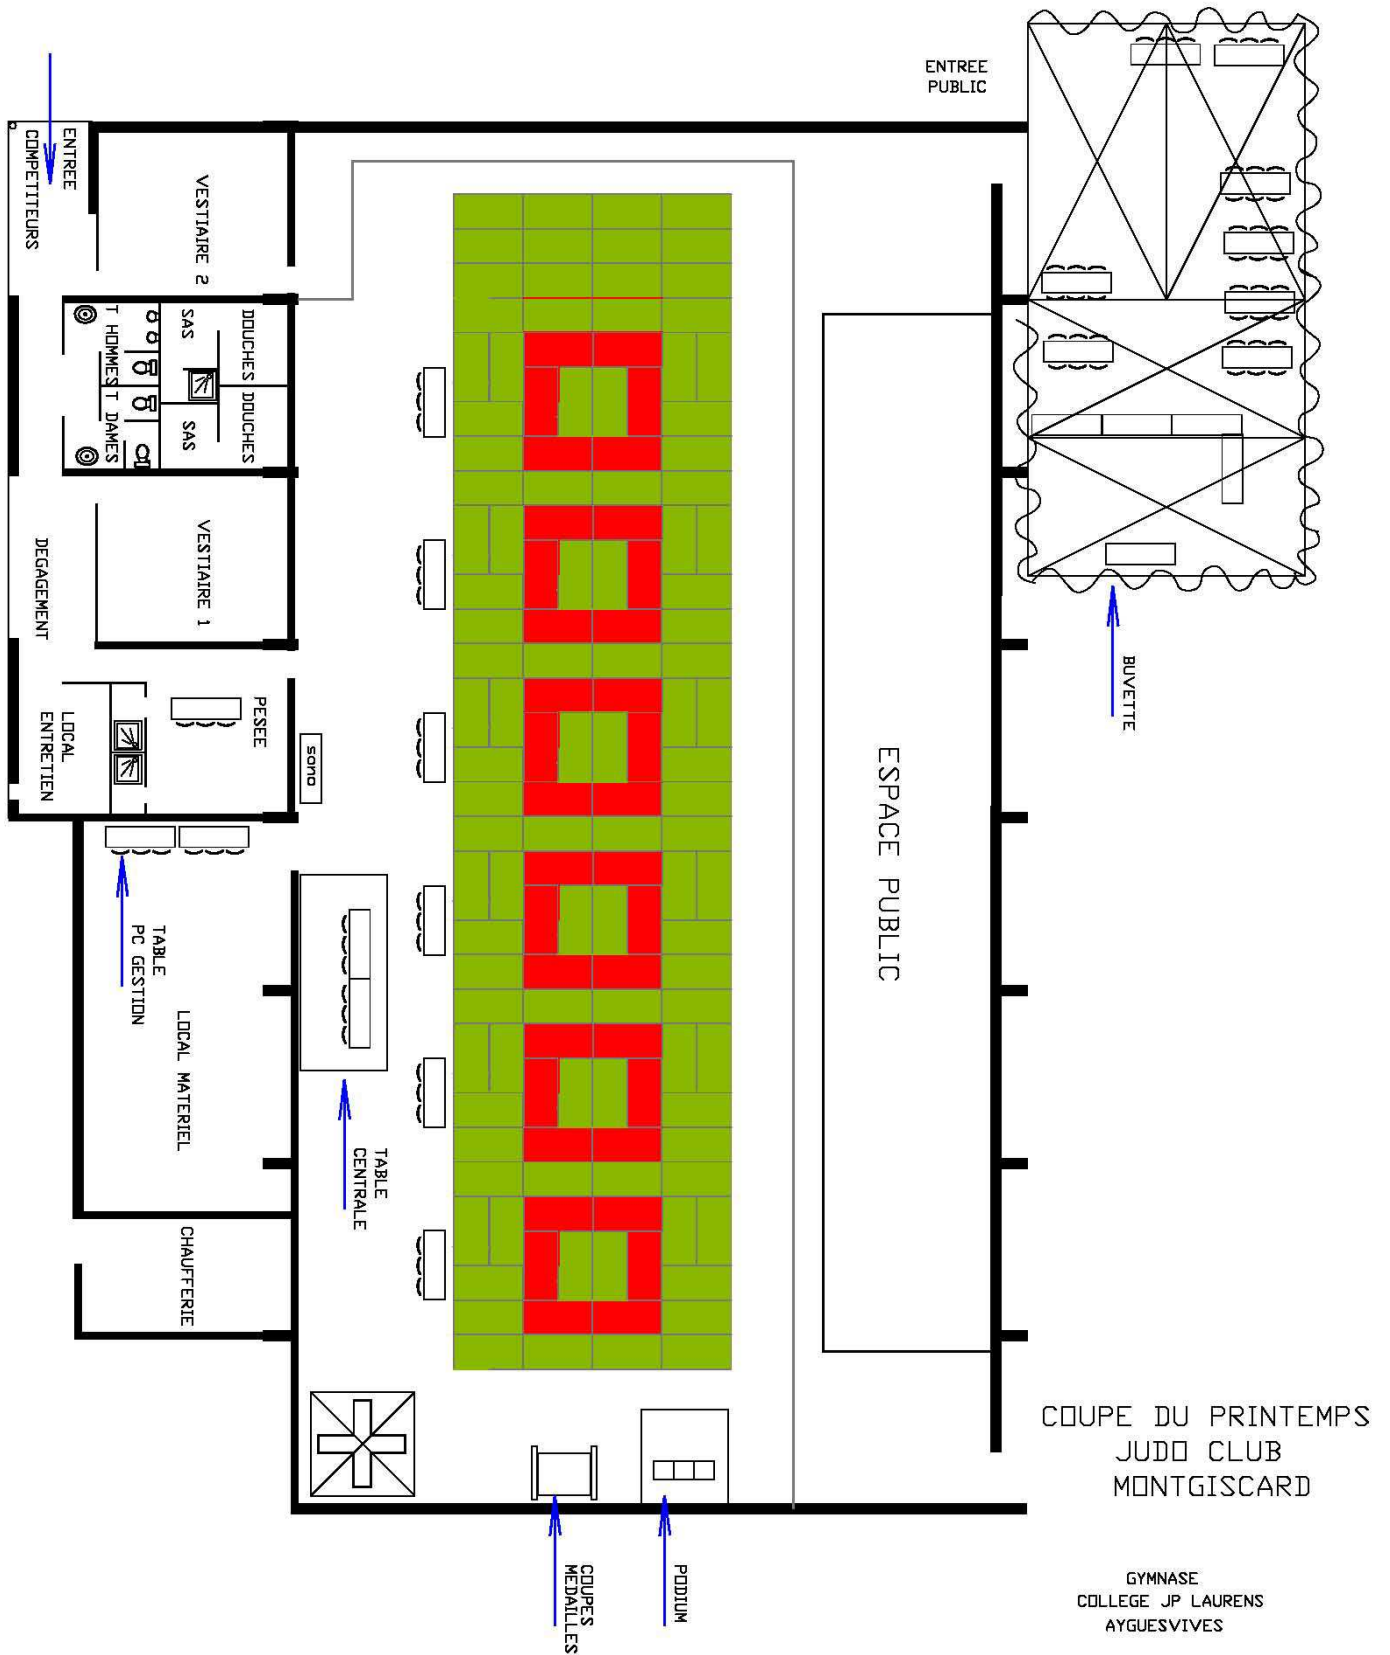 ENTREE
PUBLIC
ENTREE
COMPETITEURS
VESTIAIRE 2
SAS
DOUCHES
T HOMMES
T DAMES
SAS
DOUCHES
VESTIAIRE 1
DEGAGEMENT
PESEE
LOCAL
ENTRETIEN
sono
BUVETTE
ESPACE PUBLIC
TABLE
PC GESTION
LOCAL MATERIEL
TABLE
CENTRALE
CHAUFFERIE
COUPES
MEDAILLES
PODIUM
COUPE DU PRINTEMPS
JUDO CLUB
MONTGISCARD
GYMNASE
COLLEGE JP LAURENS
AYGUESVIVES